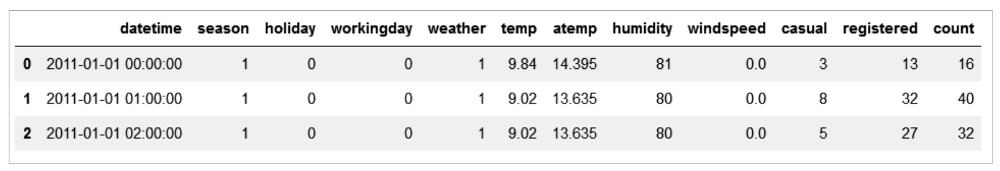 datetime season holiday workingday weather temp atemp humidity windspeed casual registered count
0 2011-01-01 00:00:00 1 0 0 1 9.84 14.395 81 0.0 3 13 16
1 2011-01-01 01:00:00 1 0 0 1 9.02 13.635 80 0.0 8 32 40
2 2011-01-01 02:00:00 1 0 0 1 9.02 13.635 80 0.0 5 27 32